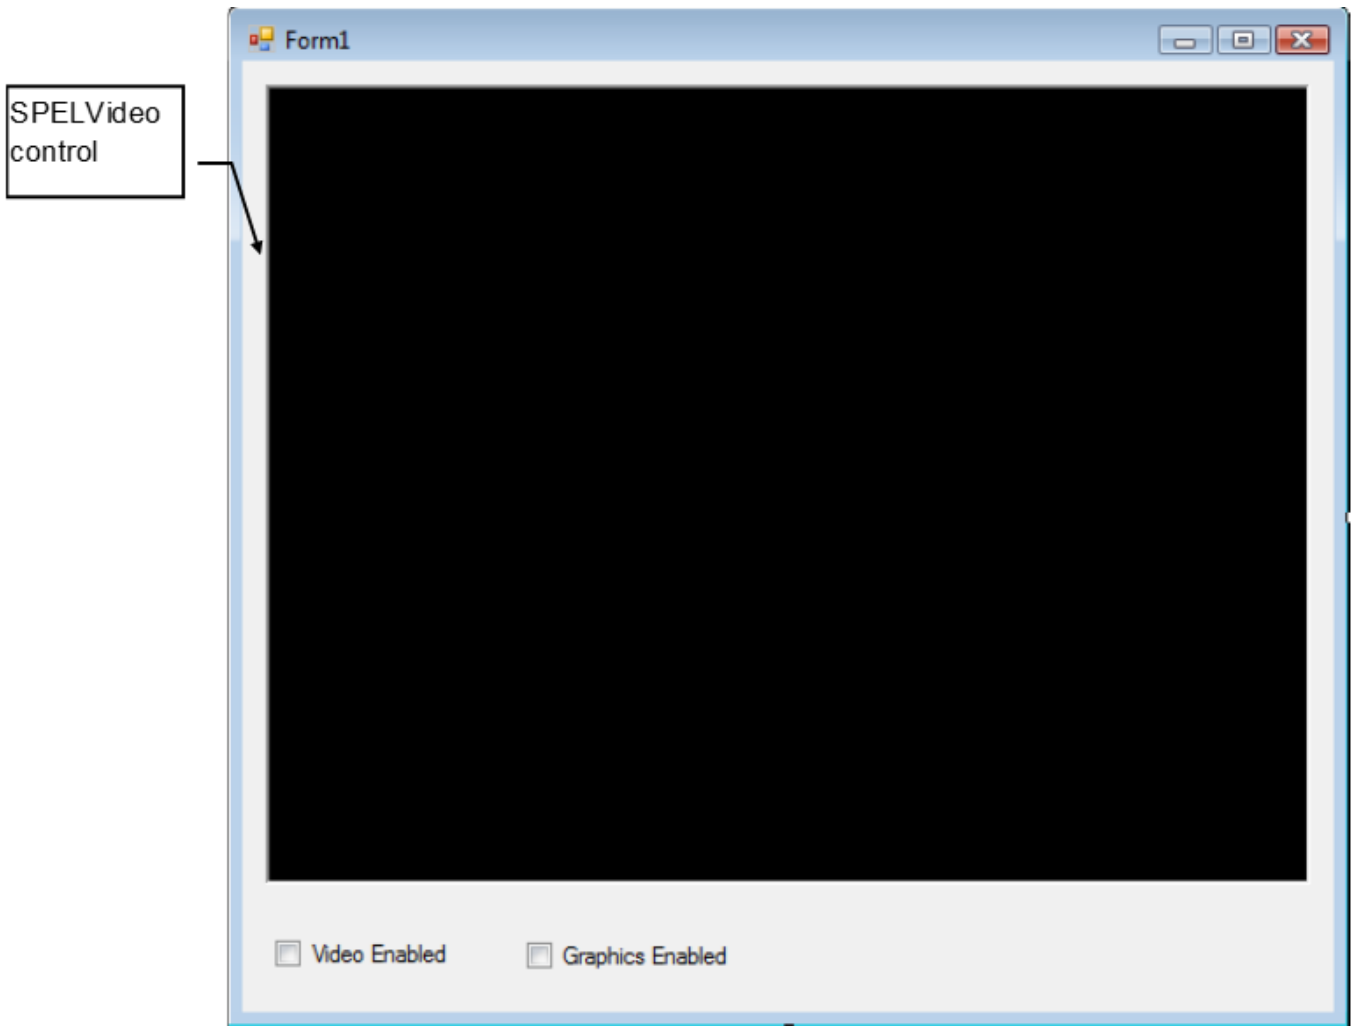 Form1
SPELVideo
control
Video Enabled
Graphics Enabled